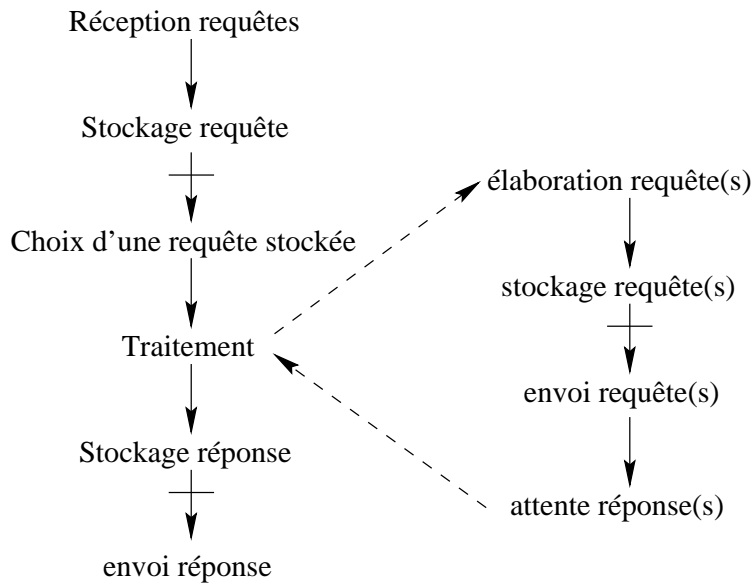 Réception requêtes
Stockage requête
Choix d'une requête stockée
Traitement
Stockage réponse
envoi réponse
élaboration requête(s)
stockage requête(s)
envoi requête(s)
attente réponse(s)